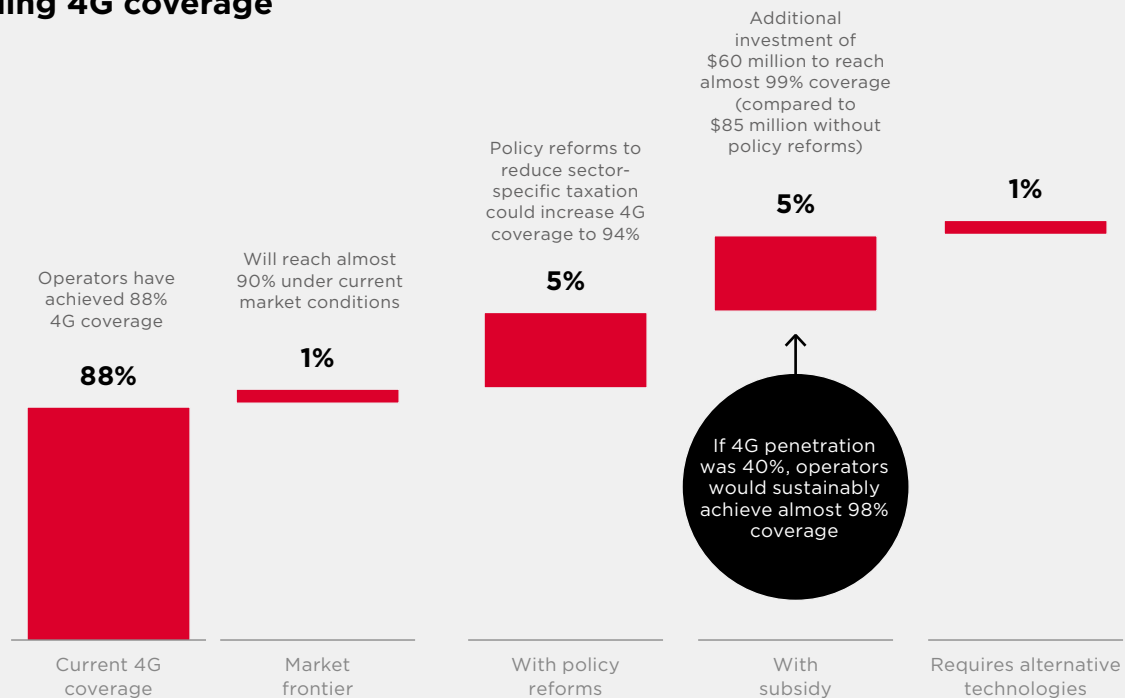 4G coverage
Operators have
achieved 88%
4G coverage
88%
Will reach almost
90% under current
market conditions
1%
Policy reforms to
reduce sector-
specific taxation
could increase 4G
coverage to 94%
5%
Additional
investment of
$60 million to reach
almost 99% coverage
(compared to
$85 million without
policy reforms)
5%
1%
If 4G penetration
was 40%, operators
would sustainably
achieve almost 98%
coverage
Current 4G
coverage
Market
frontier
With policy
reforms
With
subsidy
Requires alternative
technologies